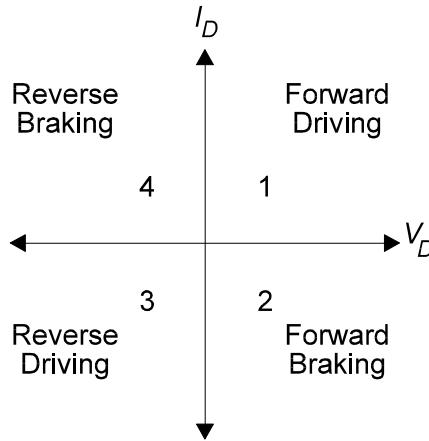 I_D
Reverse
Braking
Forward
Driving
4
1
V_D
3
2
Reverse
Driving
Forward
Braking